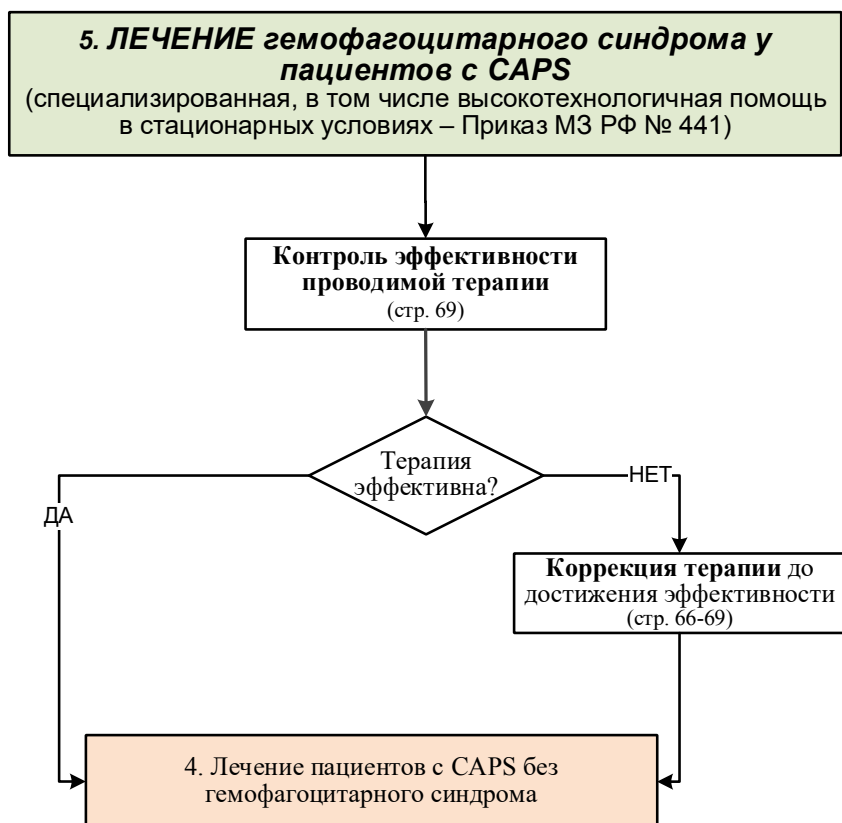 5. ЛЕЧЕНИЕ гемофагоцитарного синдрома у
пациентов с CAPS
(специализированная, в том числе высокотехнологичная помощь
в стационарных условиях – Приказ МЗ РФ № 441)
Контроль эффективности
проводимой терапии
(стр. 69)
Терапия
эффективна?
ДА
НЕТ
Коррекция терапии до
достижения эффективности
(стр. 66-69)
4. Лечение пациентов с CAPS без
гемофагоцитарного синдрома